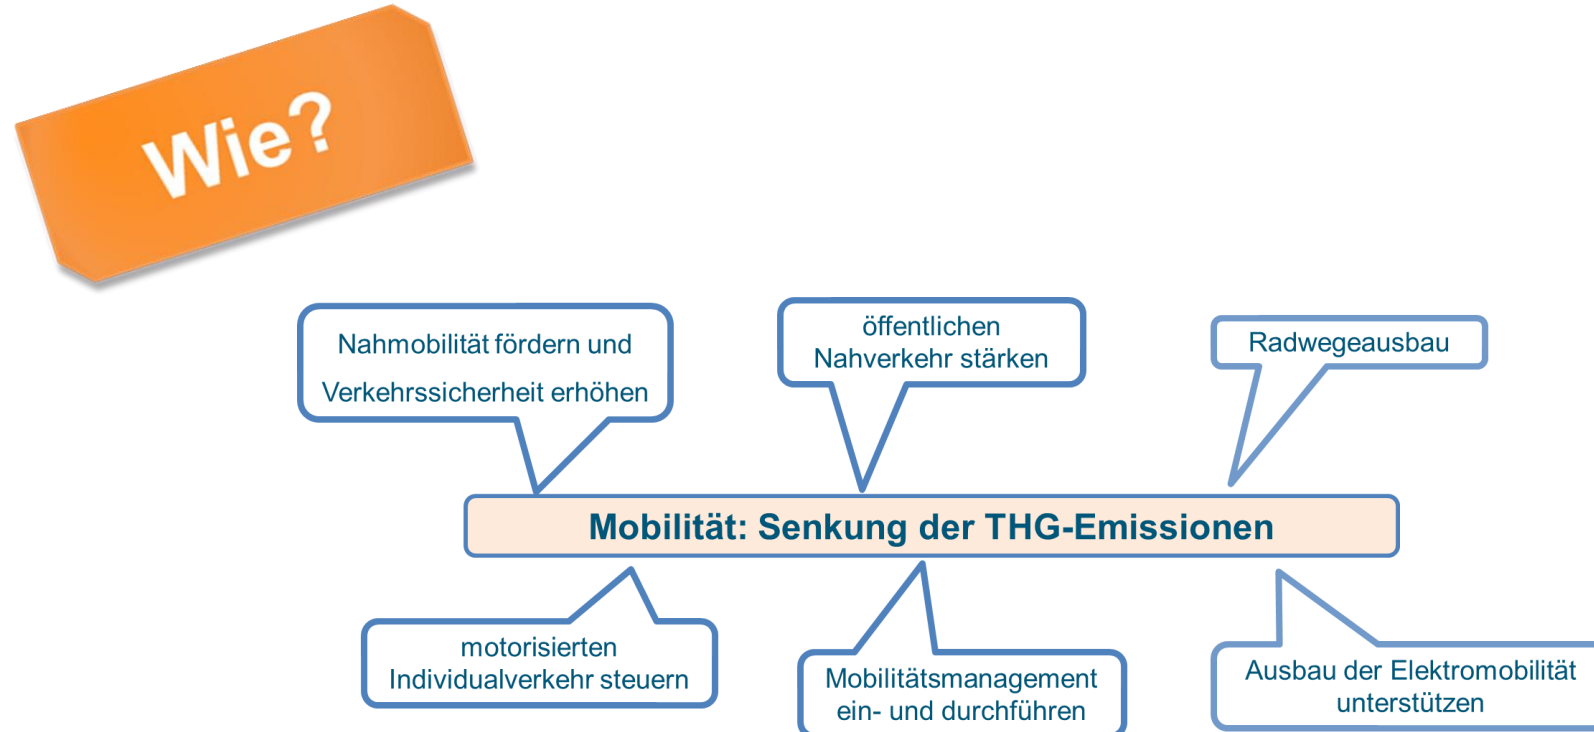 Wie?
Nahmobilität fördern und
Verkehrssicherheit erhöhen
öffentlichen
Nahverkehr stärken
Radwegeausbau
Mobilität: Senkung der THG-Emissionen
motorisierten
Individualverkehr steuern
Mobilitätsmanagement
ein- und durchführen
Ausbau der Elektromobilität
unterstützen